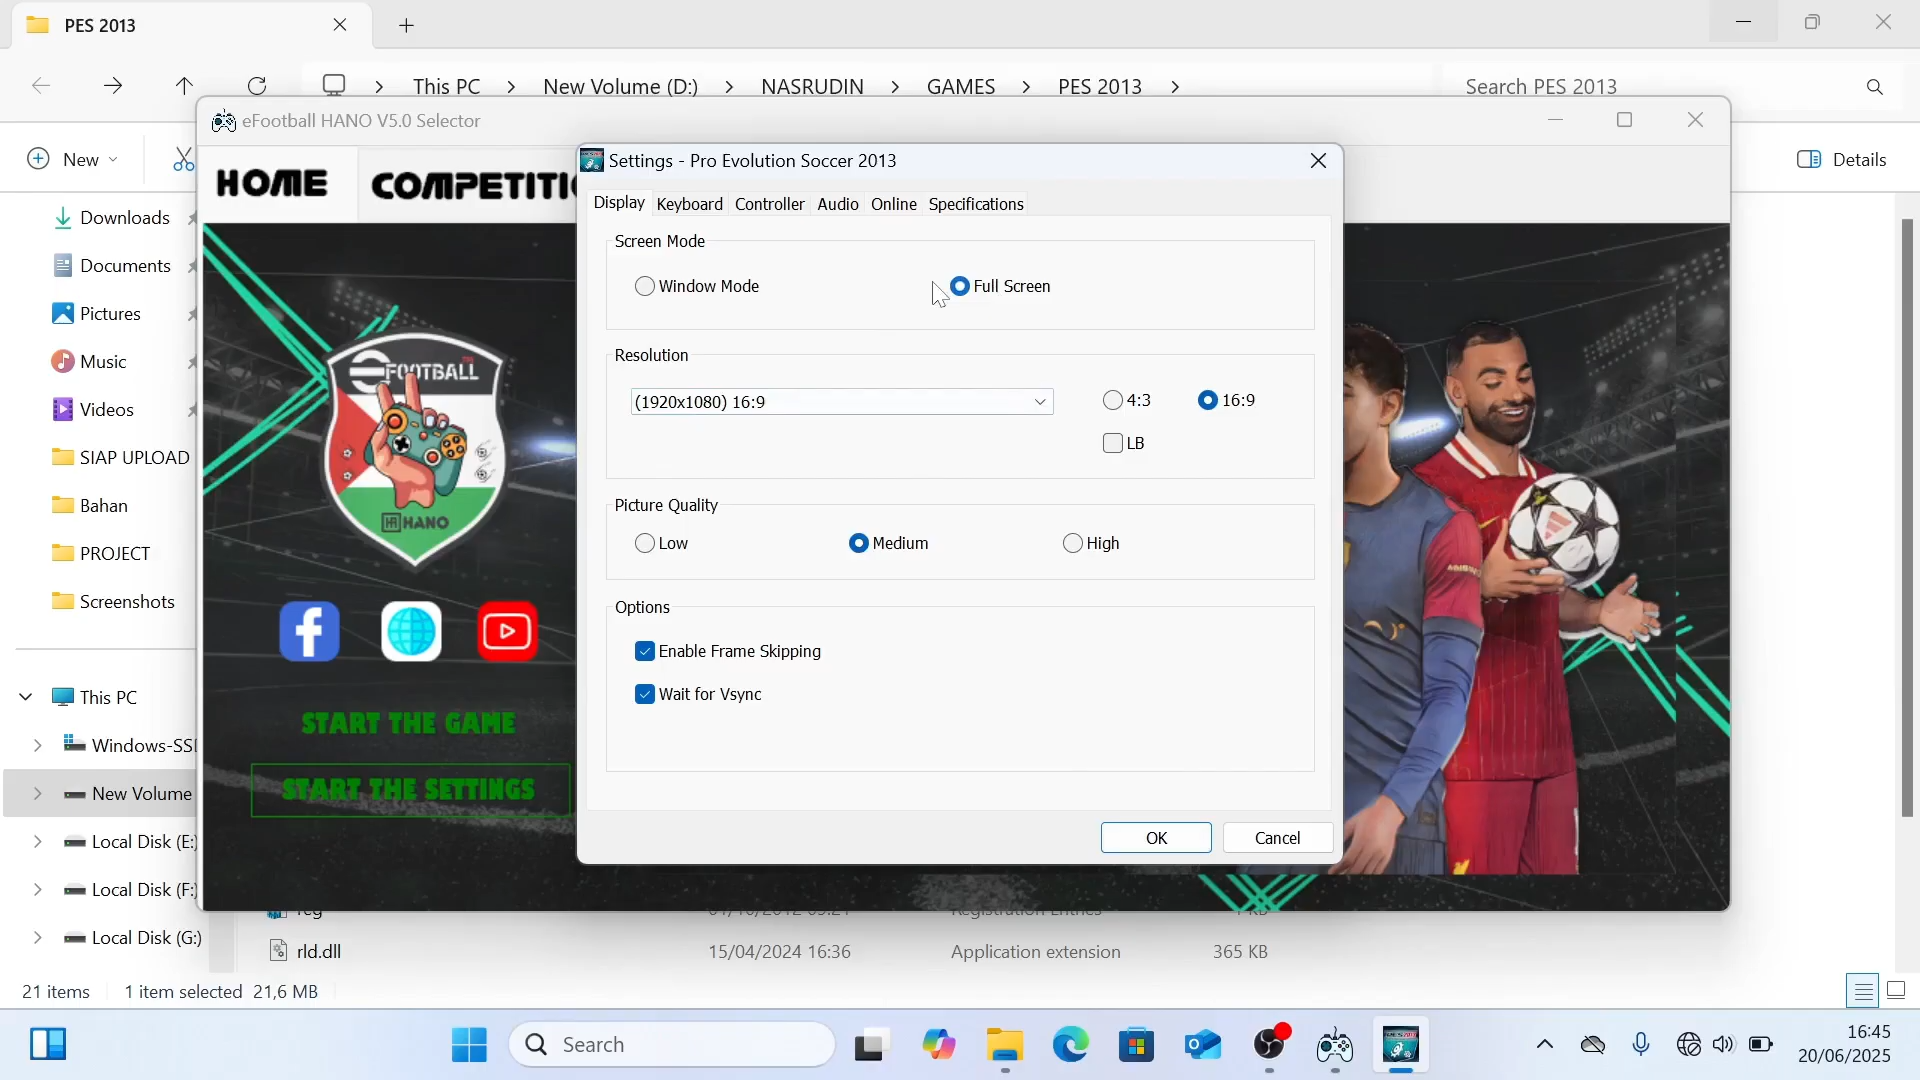 PES 2013
This PC > New Volume (D:) > NASRUDIN > GAMES > PES 2013 >
Search PES 2013
eFootball HANO V5.0 Selector
New
Details
HOME
Settings - Pro Evolution Soccer 2013
Display
Keyboard
Controller
Audio
Online
Specifications
Screen Mode
Window Mode
Full Screen
Resolution
(1920x1080) 16:9
4:3
16:9
LB
Picture Quality
Low
Medium
High
Options
Enable Frame Skipping
Wait for Vsync
OK
Cancel
Downloads
Documents
Pictures
Music
Videos
SIAP UPLOAD
Bahan
PROJECT
Screenshots
This PC
New Volume
Local Disk (E:)
Local Disk (F:)
Local Disk (G:)
eFOOTBALL
HANO
START THE GAME
START THE SETTINGS
rld.dll
15/04/2024 16:36
Application extension
365 KB
21 items
1 item selected 21,6 MB
Search
16:45
20/06/2025